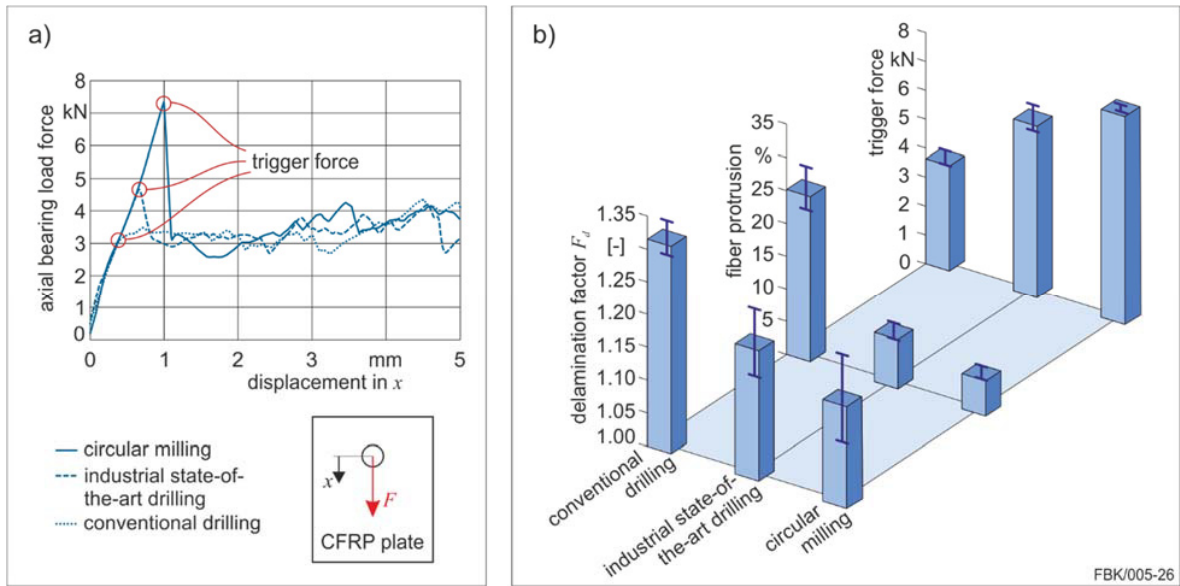 a)
axial bearing load force
8
kN
6
5
4
3
2
1
0
0
1
2
3
mm
5
displacement in x
trigger force
circular milling
industrial state-of-
the-art drilling
conventional drilling
x
F
CFRP plate
b)
delamination factor Fd
1.35
[-]
1.25
1.20
1.15
1.10
1.05
1.00
fiber protrusion
35
%
25
20
15
10
5
trigger force
8
kN
6
5
4
3
2
1
0
conventional
drilling
industrial state-of-
the-art drilling
circular
milling
FBK/005-26